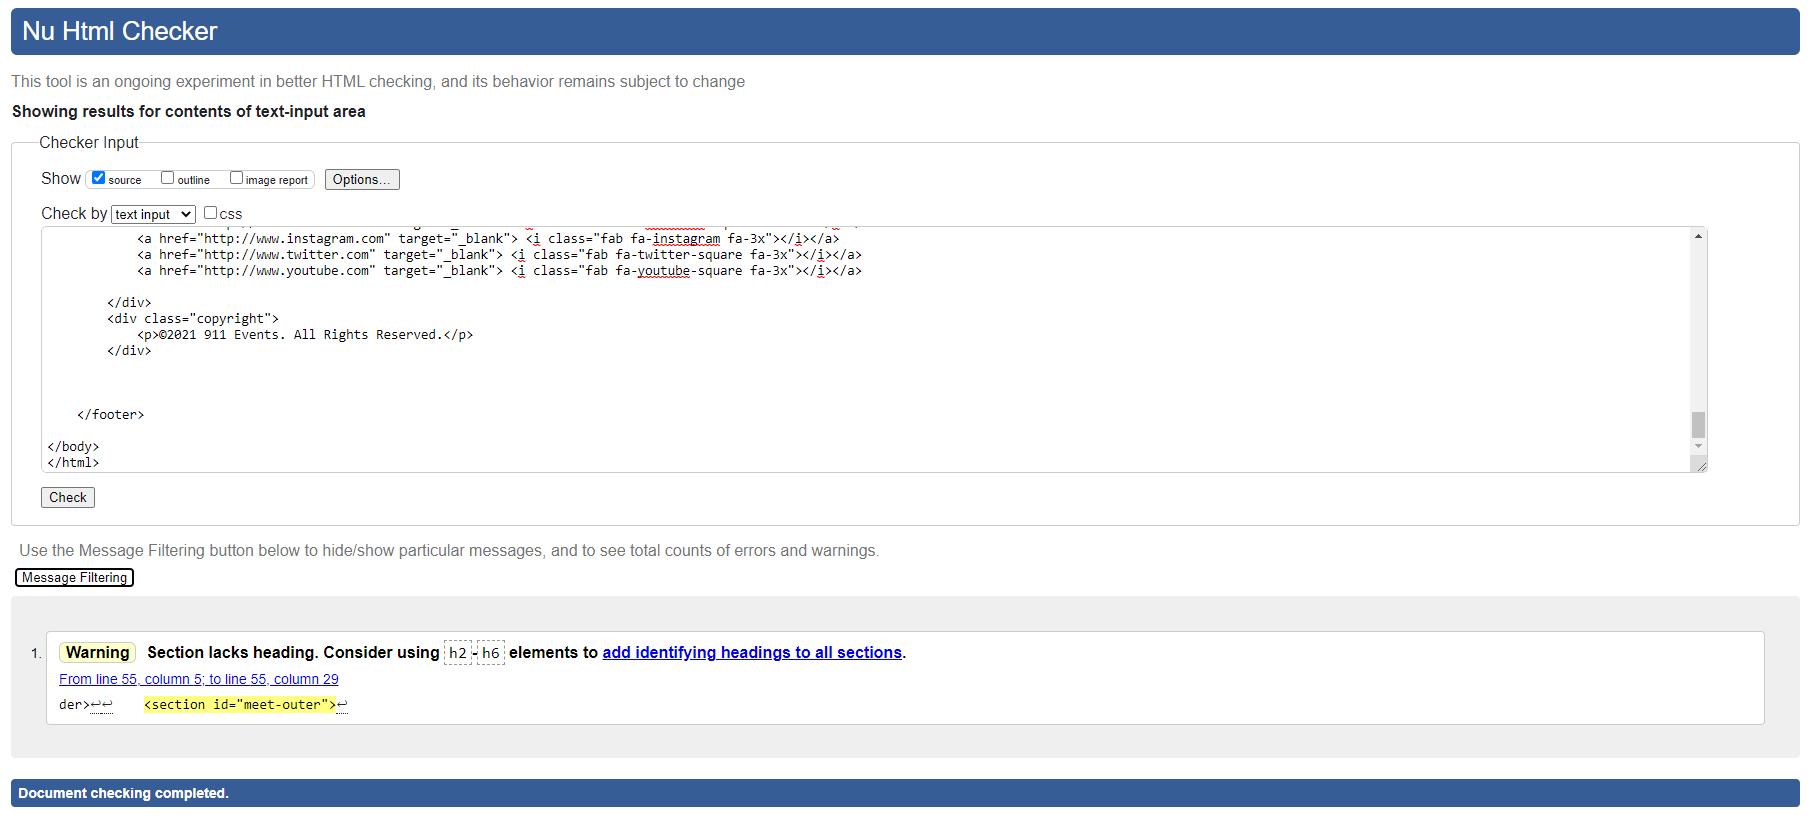 Nu Html Checker
This tool is an ongoing experiment in better HTML checking, and its behavior remains subject to change
Showing results for contents of text-input area
Checker Input
Show source outline image report Options...
Check by text input css
<a href="http://www.instagram.com" target="_blank"> <i class="fab fa-instagram fa-3x"></i></a>
<a href="http://www.twitter.com" target="_blank"> <i class="fab fa-twitter-square fa-3x"></i></a>
<a href="http://www.youtube.com" target="_blank"> <i class="fab fa-youtube-square fa-3x"></i></a>
</div>
<div class="copyright">
<p>©2021 911 Events. All Rights Reserved.</p>
</div>
</footer>
</body>
</html>
Check
Use the Message Filtering button below to hide/show particular messages, and to see total counts of errors and warnings.
Message Filtering
1. Warning Section lacks heading. Consider using h2-h6 elements to add identifying headings to all sections.
From line 55, column 5; to line 55, column 29
der>↩↩ <section id="meet-outer">↩
Document checking completed.